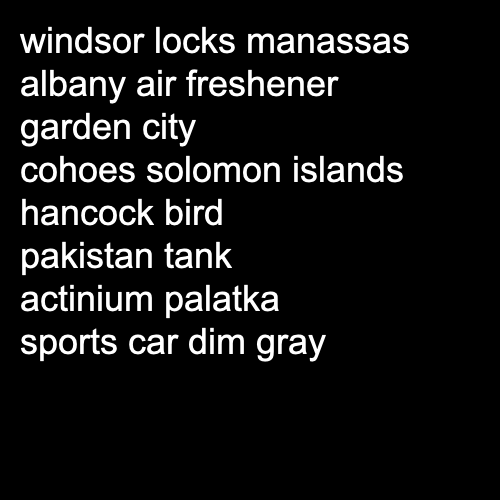 windsor locks manassas
albany air freshener
garden city
cohoes solomon islands
hancock bird
pakistan tank
actinium palatka
sports car dim gray